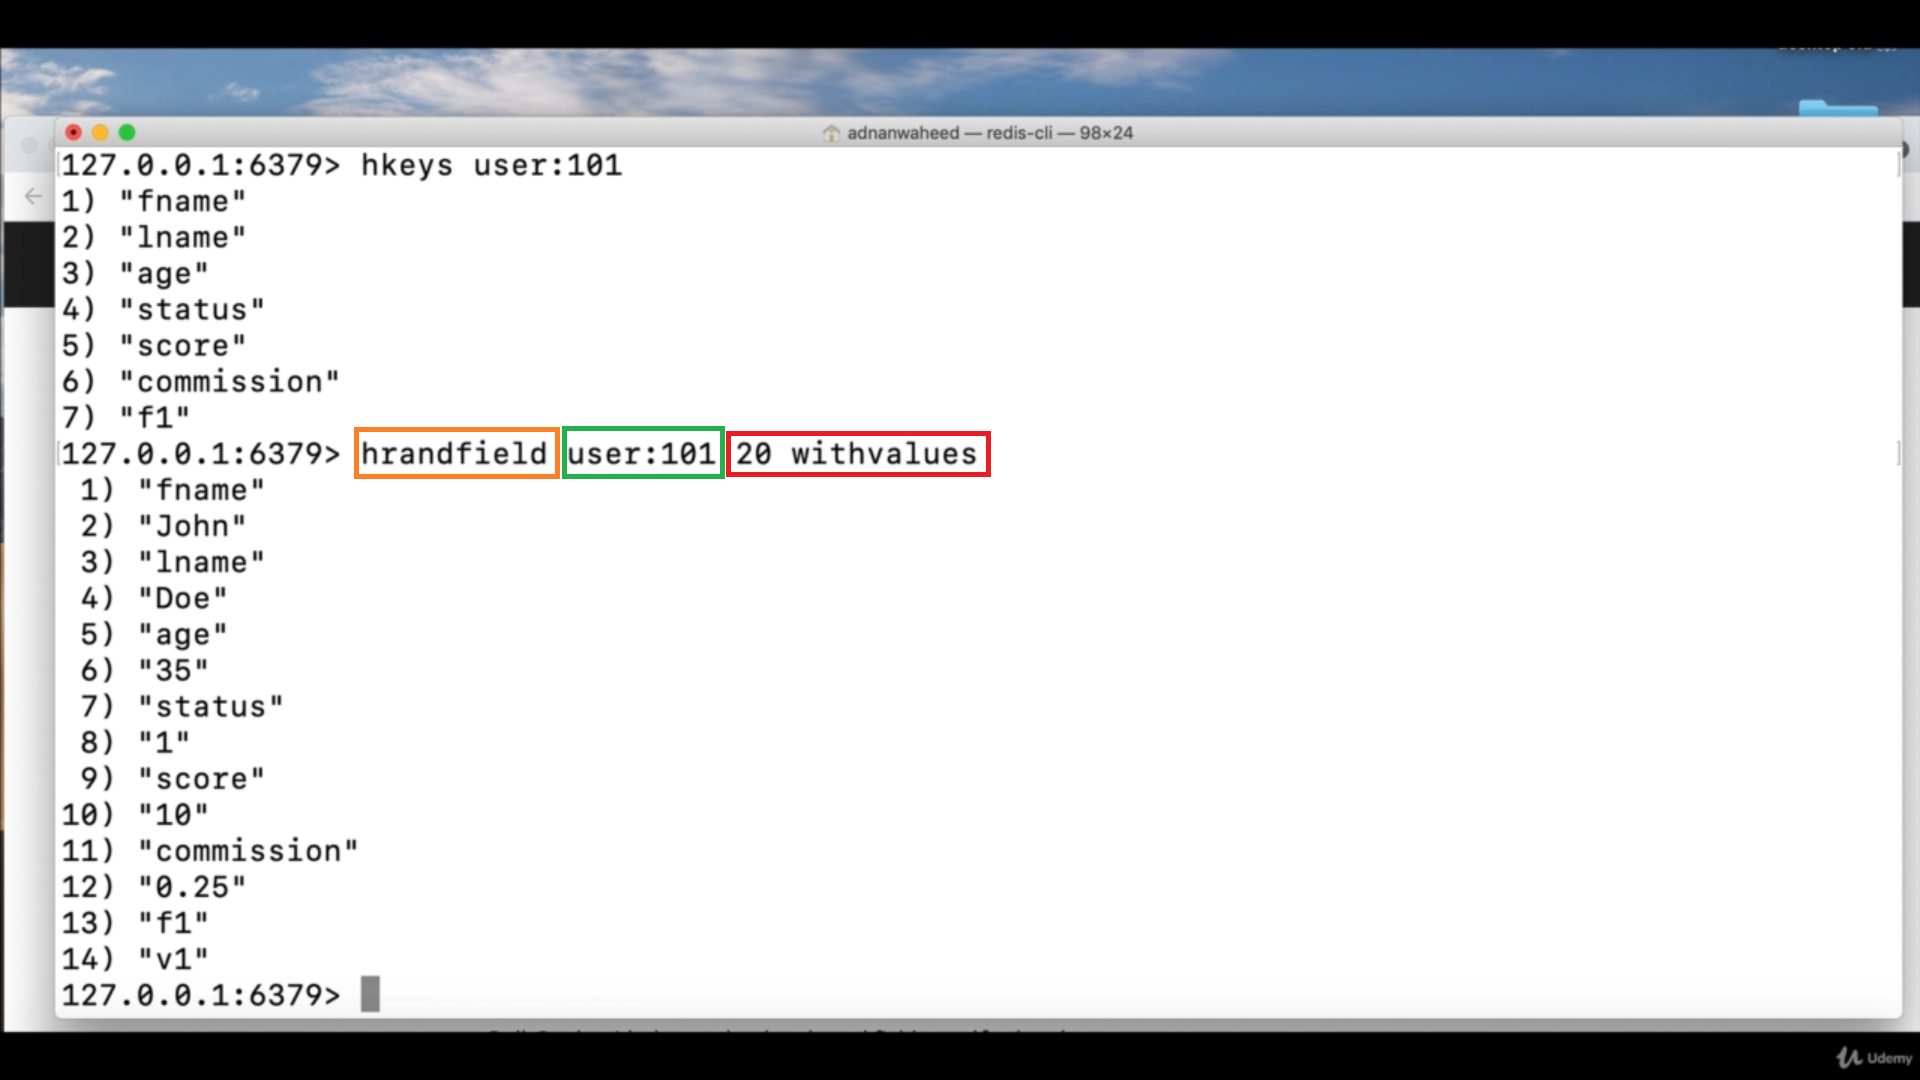 adnanwaheed — redis-cli — 98×24
127.0.0.1:6379> hkeys user:101
1) "fname"
2) "lname"
3) "age"
4) "status"
5) "score"
6) "commission"
7) "f1"
127.0.0.1:6379> hrandfield user:101 20 withvalues
1) "fname"
2) "John"
3) "lname"
4) "Doe"
5) "age"
6) "35"
7) "status"
8) "1"
9) "score"
10) "10"
11) "commission"
12) "0.25"
13) "f1"
14) "v1"
127.0.0.1:6379>
Udemy